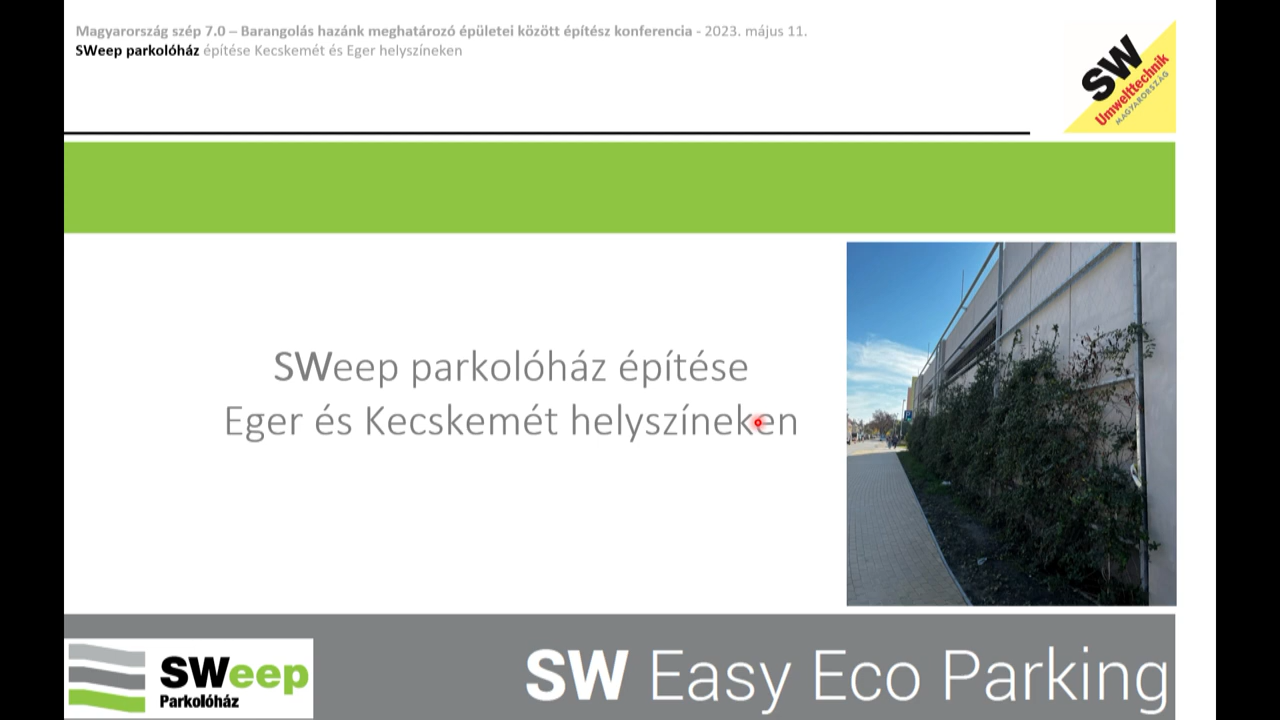 Magyarország szép 7.0 – Barangolás hazánk meghatározó épületei között építész konferencia - 2023. május 11.
SWeep parkolóház építése Kecskemét és Eger helyszíneken
SW
Umwelttechnik
MAGYARORSZÁG
SWeep parkolóház építése
Eger és Kecskemét helyszíneken
SWeep
Parkolóház
SW Easy Eco Parking